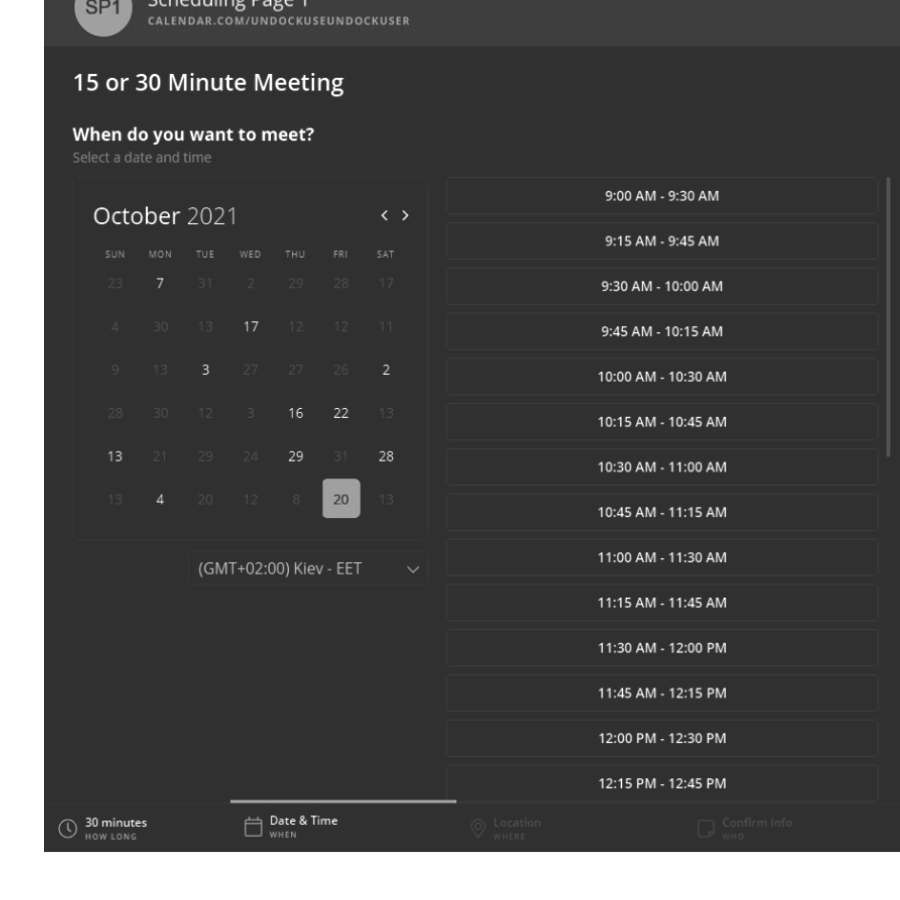 SP1
Scheduling Page 1
CALENDAR.COM/UNDOCKUSEUNDOCKUSER
15 or 30 Minute Meeting
When do you want to meet?
Select a date and time
October 2021 < >
SUN MON TUE WED THU FRI SAT
23 7 31 2 29 28 17
4 30 13 17 12 12 11
9 13 3 27 27 26 2
28 30 12 3 16 22 13
13 21 29 24 29 31 28
13 4 20 12 8 20 13
(GMT+02:00) Kiev - EET
9:00 AM - 9:30 AM
9:15 AM - 9:45 AM
9:30 AM - 10:00 AM
9:45 AM - 10:15 AM
10:00 AM - 10:30 AM
10:15 AM - 10:45 AM
10:30 AM - 11:00 AM
10:45 AM - 11:15 AM
11:00 AM - 11:30 AM
11:15 AM - 11:45 AM
11:30 AM - 12:00 PM
11:45 AM - 12:15 PM
12:00 PM - 12:30 PM
12:15 PM - 12:45 PM
30 minutes
HOW LONG
Date & Time
WHEN
Location
WHERE
Confirm Info
WHO